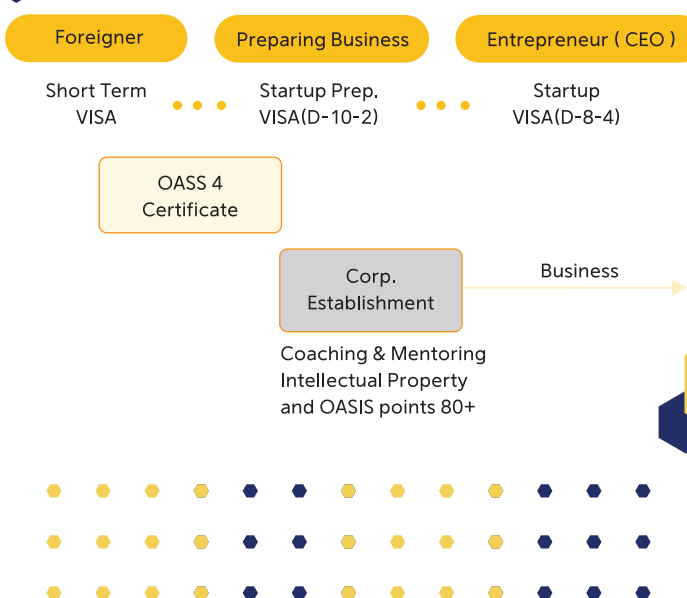 Foreigner
Preparing Business
Entrepreneur ( CEO )
Short Term
VISA
Startup Prep.
VISA(D-10-2)
Startup
VISA(D-8-4)
OASS 4
Certificate
Corp.
Establishment
Business
Coaching & Mentoring
Intellectual Property
and OASIS points 80+